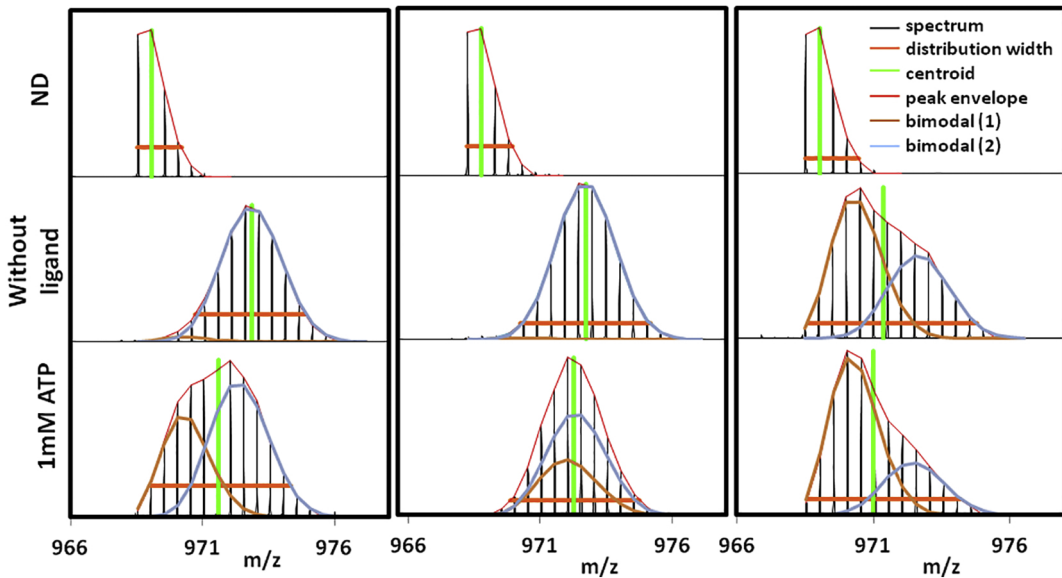 ND
spectrum
distribution width
centroid
peak envelope
bimodal (1)
bimodal (2)
Without
ligand
1mM ATP
966
971
976
966
971
976
966
971
976
m/z
m/z
m/z